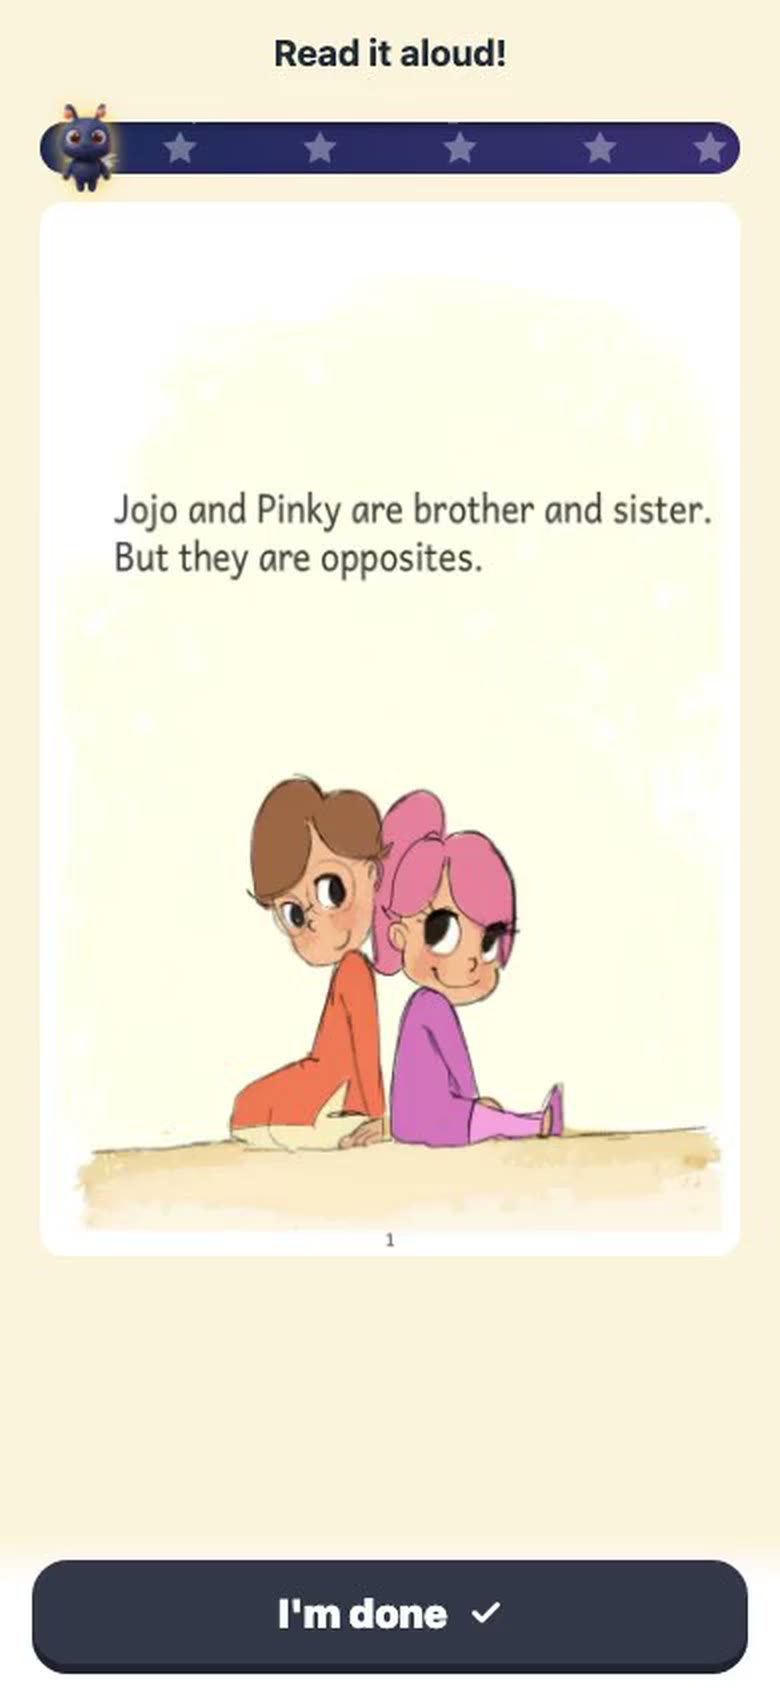 Read it aloud!
Jojo and Pinky are brother and sister.
But they are opposites.
1
I'm done